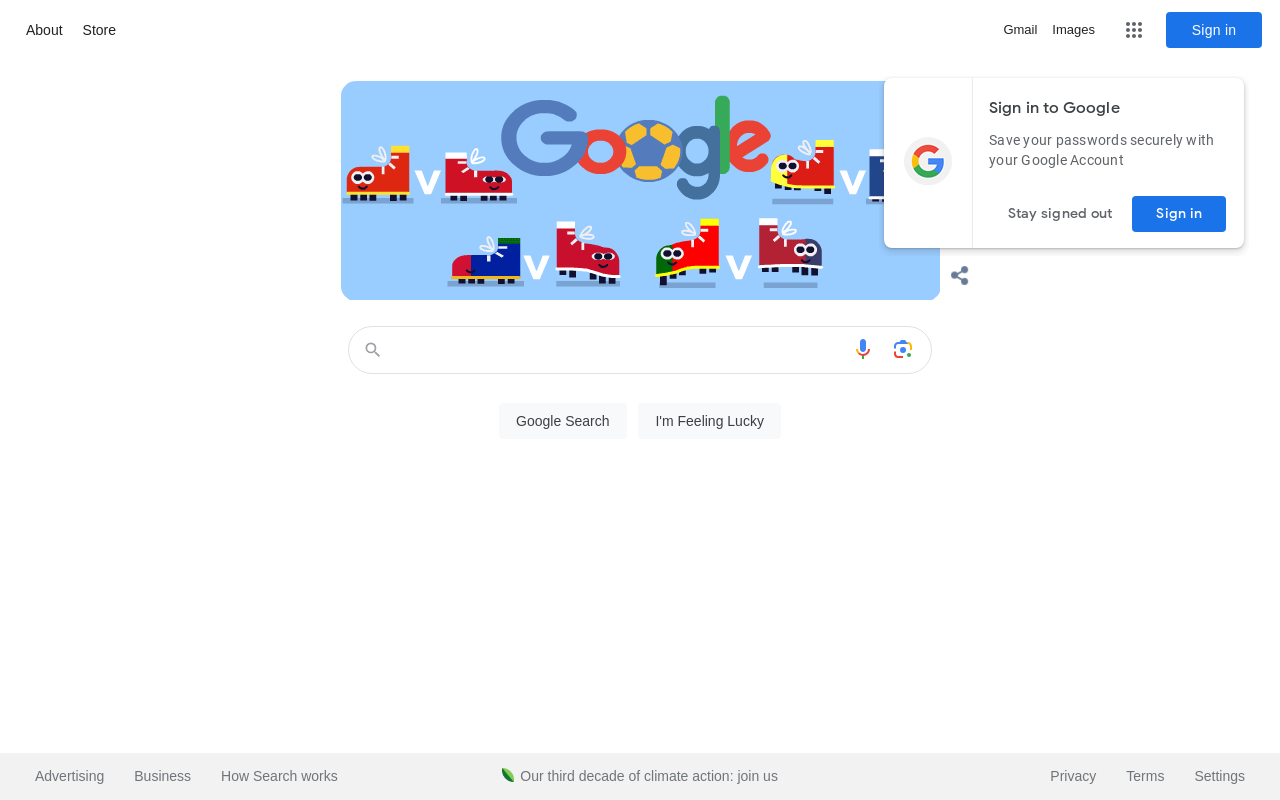 About Store
Gmail Images Sign in
Google
Sign in to Google
Save your passwords securely with
your Google Account
Stay signed out Sign in
v v
v v
Google Search I'm Feeling Lucky
Advertising Business How Search works Our third decade of climate action: join us Privacy Terms Settings